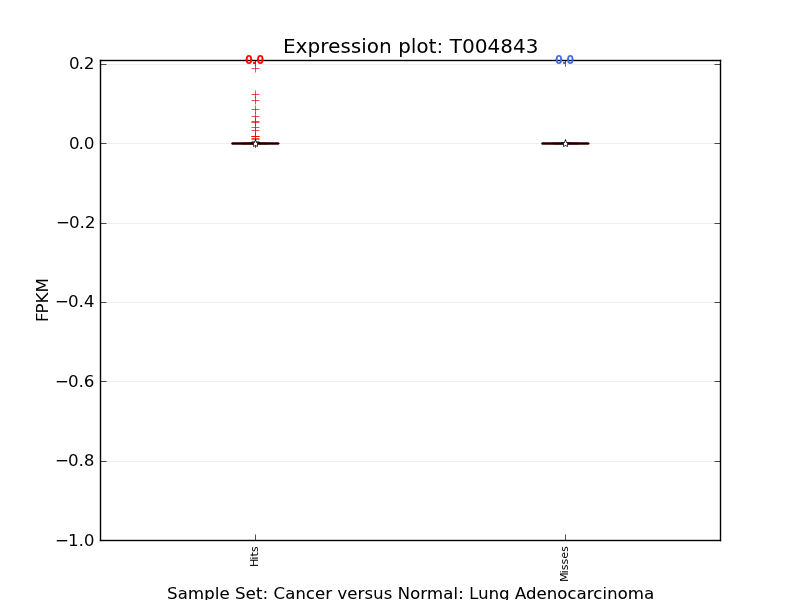 Expression plot: T004843
0.0
0.0
0.2
0.0
−0.2
−0.4
−0.6
−0.8
−1.0
FPKM
Hits
Misses
Sample Set: Cancer versus Normal: Lung Adenocarcinoma